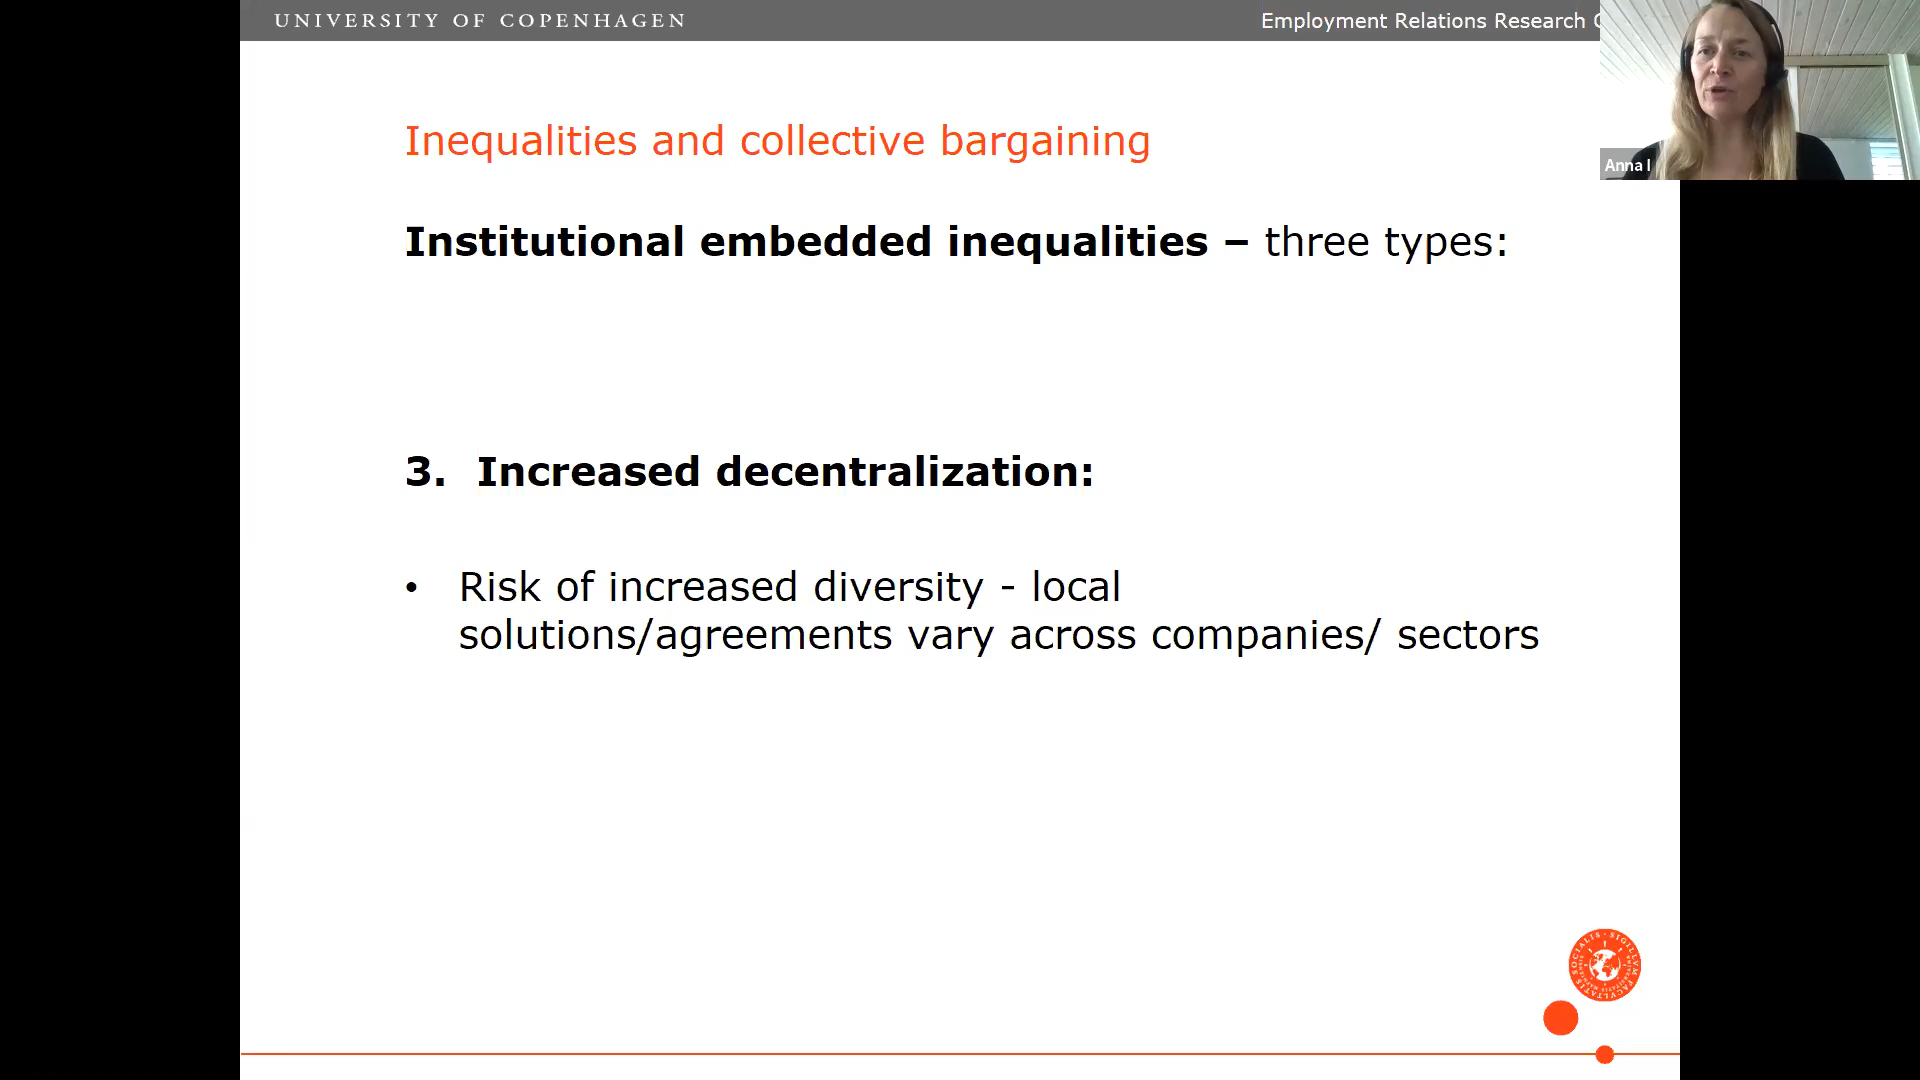 UNIVERSITY OF COPENHAGEN
Employment Relations Research
Anna I
Inequalities and collective bargaining
Institutional embedded inequalities – three types:
3. Increased decentralization:
• Risk of increased diversity - local
solutions/agreements vary across companies/ sectors